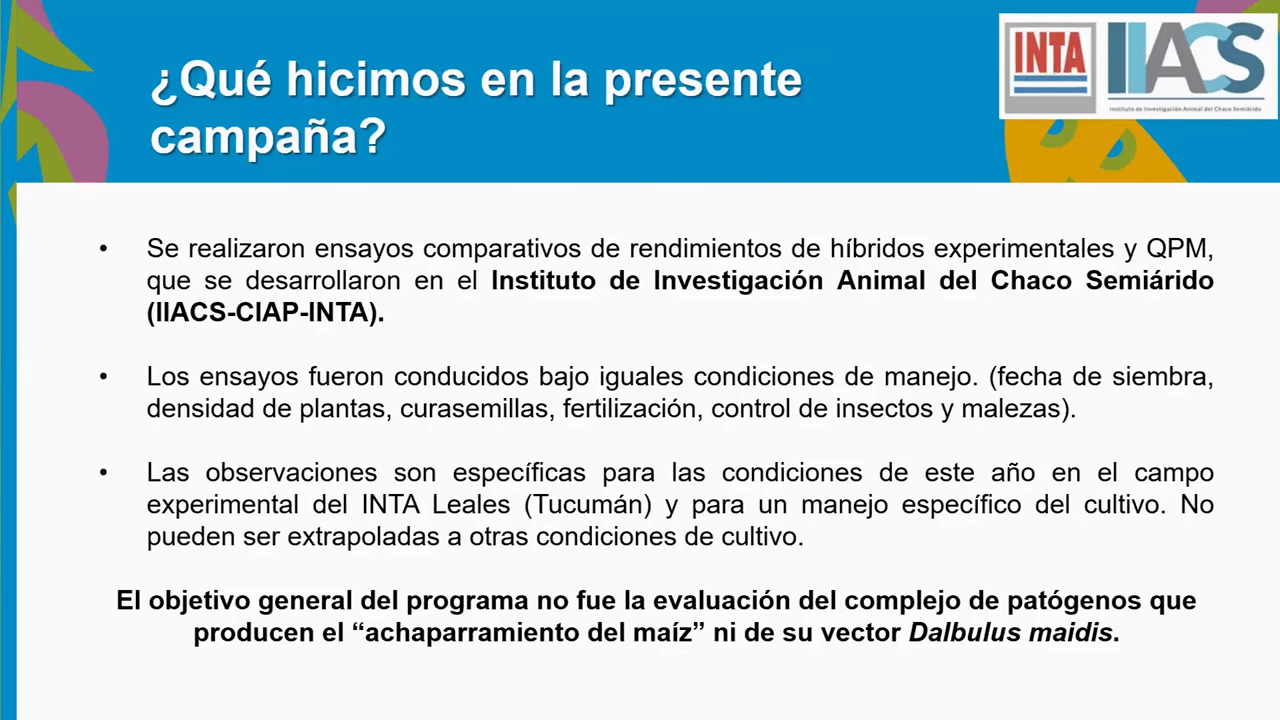 ¿Qué hicimos en la presente
campaña?
INTA
IIACS
Instituto de Investigación Animal del Chaco Semiárido
• Se realizaron ensayos comparativos de rendimientos de híbridos experimentales y QPM,
que se desarrollaron en el Instituto de Investigación Animal del Chaco Semiárido
(IIACS-CIAP-INTA).
• Los ensayos fueron conducidos bajo iguales condiciones de manejo. (fecha de siembra,
densidad de plantas, curasemillas, fertilización, control de insectos y malezas).
• Las observaciones son específicas para las condiciones de este año en el campo
experimental del INTA Leales (Tucumán) y para un manejo específico del cultivo. No
pueden ser extrapoladas a otras condiciones de cultivo.
El objetivo general del programa no fue la evaluación del complejo de patógenos que
producen el “achaparramiento del maíz” ni de su vector Dalbulus maidis.